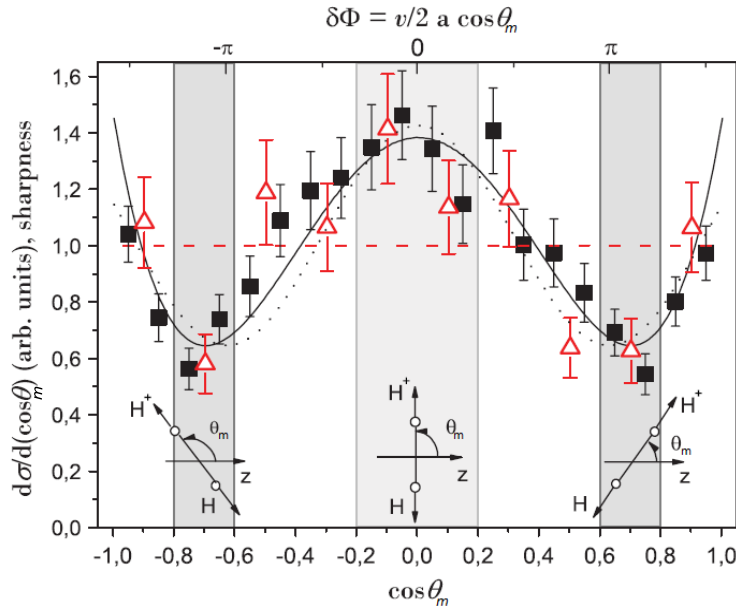 δΦ = v/2 a cosθm
-π 0 π
dσ/d(cosθm) (arb. units), sharpness
1,6
1,4
1,2
1,0
0,8
0,6
0,4
0,2
0,0
H+ θm z H
H+ θm z H
H+ θm z H
-1,0 -0,8 -0,6 -0,4 -0,2 0,0 0,2 0,4 0,6 0,8 1,0
cosθm